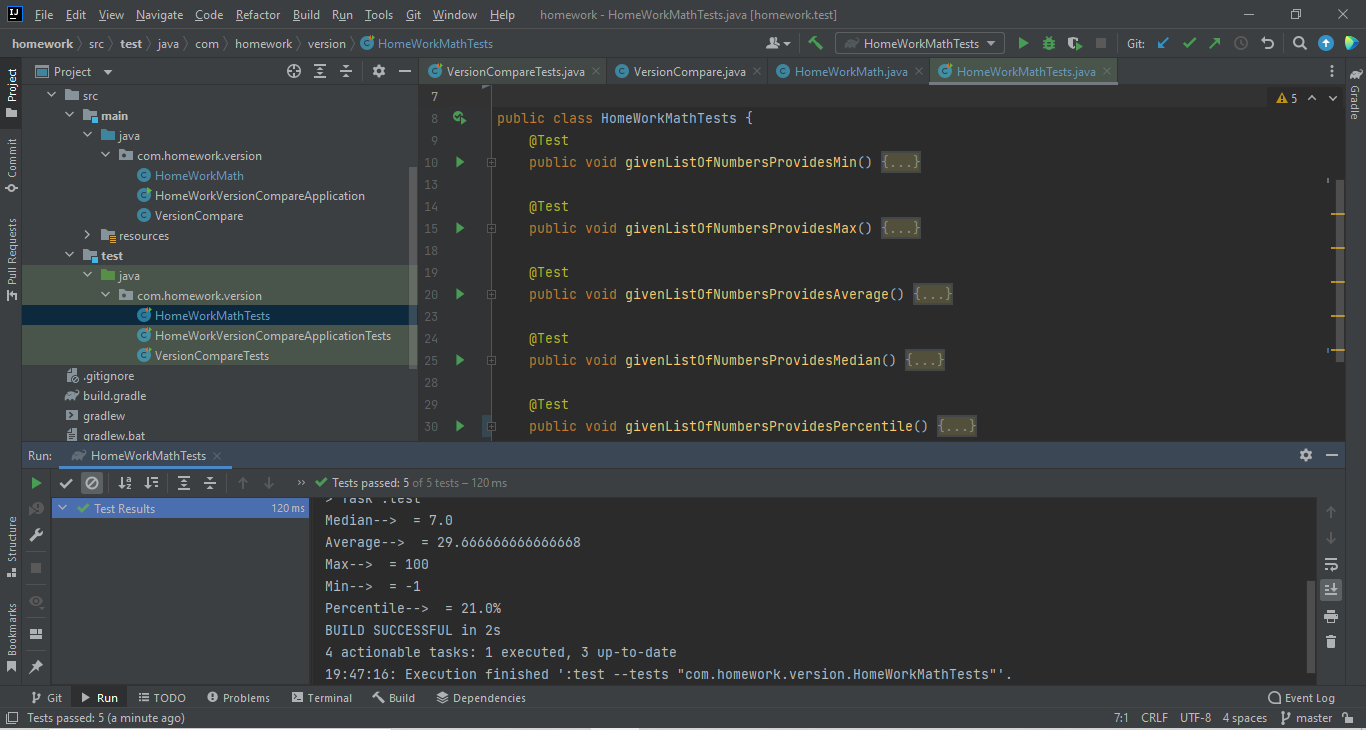 File Edit View Navigate Code Refactor Build Run Tools Git Window Help homework - HomeWorkMathTests.java [homework.test]
homework src test java com homework version HomeWorkMathTests HomeWorkMathTests Git:
Project
VersionCompareTests.java VersionCompare.java HomeWorkMath.java HomeWorkMathTests.java
Project
Commit
Pull Requests
Structure
Bookmarks
src
main
java
com.homework.version
HomeWorkMath
HomeWorkVersionCompareApplication
VersionCompare
resources
test
java
com.homework.version
HomeWorkMathTests
HomeWorkVersionCompareApplicationTests
VersionCompareTests
.gitignore
build.gradle
gradlew
gradlew.bat
7
8 public class HomeWorkMathTests {
9 @Test
10 public void givenListOfNumbersProvidesMin() {...}
13
14 @Test
15 public void givenListOfNumbersProvidesMax() {...}
18
19 @Test
20 public void givenListOfNumbersProvidesAverage() {...}
23
24 @Test
25 public void givenListOfNumbersProvidesMedian() {...}
28
29 @Test
30 public void givenListOfNumbersProvidesPercentile() {...}
5
Gradle
Run: HomeWorkMathTests
Tests passed: 5 of 5 tests – 120 ms
Test Results 120 ms
> Task :test
Median--> = 7.0
Average--> = 29.666666666666668
Max--> = 100
Min--> = -1
Percentile--> = 21.0%
BUILD SUCCESSFUL in 2s
4 actionable tasks: 1 executed, 3 up-to-date
19:47:16: Execution finished ':test --tests "com.homework.version.HomeWorkMathTests"'.
Git Run TODO Problems Terminal Build Dependencies Event Log
Tests passed: 5 (a minute ago) 7:1 CRLF UTF-8 4 spaces master